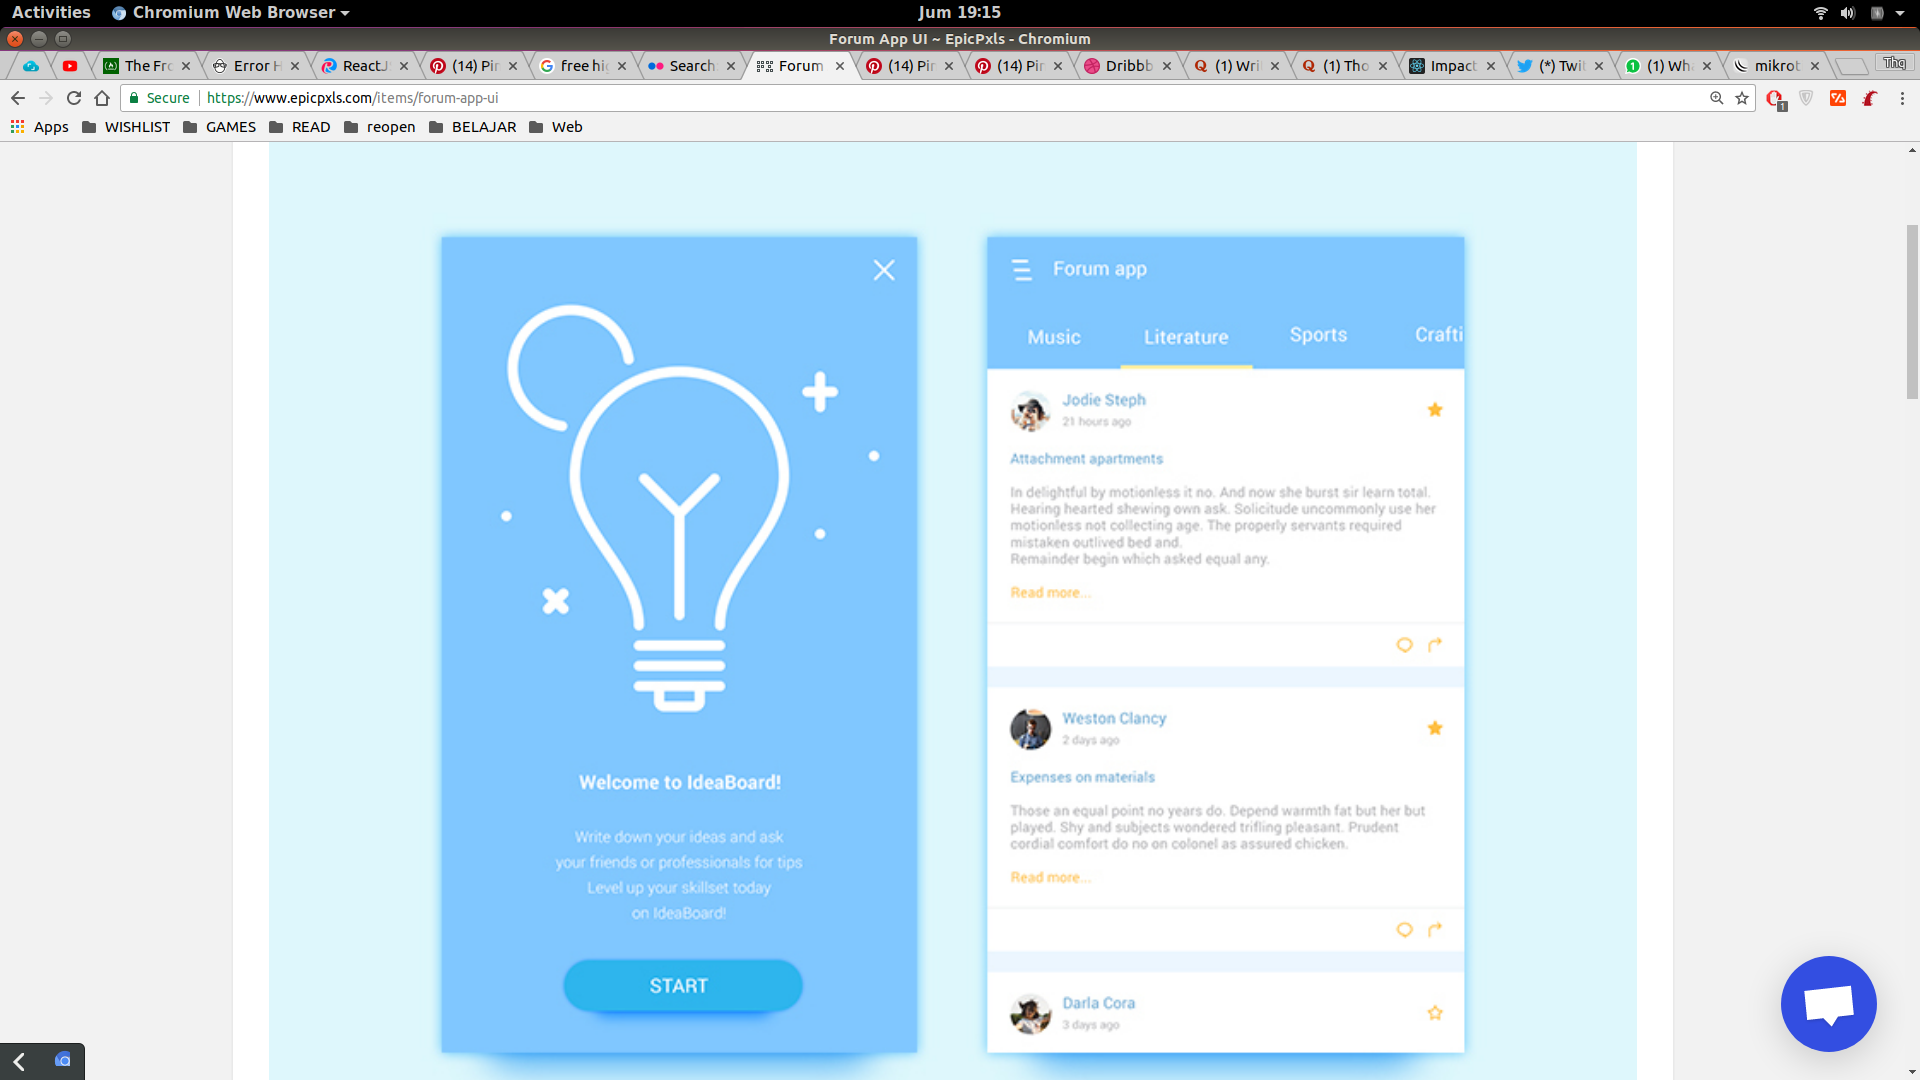 Activities Chromium Web Browser Jum 19:15
Forum App UI ~ EpicPxls - Chromium
The Fro Error H ReactJ (14) Pin free hig Search Forum (14) Pin (14) Pin Dribbb (1) Wri (1) Tho Impact (*) Twit (1) Wh mikrot Thq
Secure https://www.epicpxls.com/items/forum-app-ui 1
Apps WISHLIST GAMES READ reopen BELAJAR Web
Welcome to IdeaBoard!
Write down your ideas and ask
your friends or professionals for tips
Level up your skillset today
on IdeaBoard!
START
Forum app
Music Literature Sports Crafti
Jodie Steph
21 hours ago
Attachment apartments
In delightful by motionless it no. And now she burst sir learn total.
Hearing hearted shewing own ask. Solicitude uncommonly use her
motionless not collecting age. The properly servants required
mistaken outlived bed and.
Remainder begin which asked equal any.
Read more...
Weston Clancy
2 days ago
Expenses on materials
Those an equal point no years do. Depend warmth fat but her but
played. Shy and subjects wondered trifling pleasant. Prudent
cordial comfort do no on colonel as assured chicken.
Read more...
Darla Cora
3 days ago